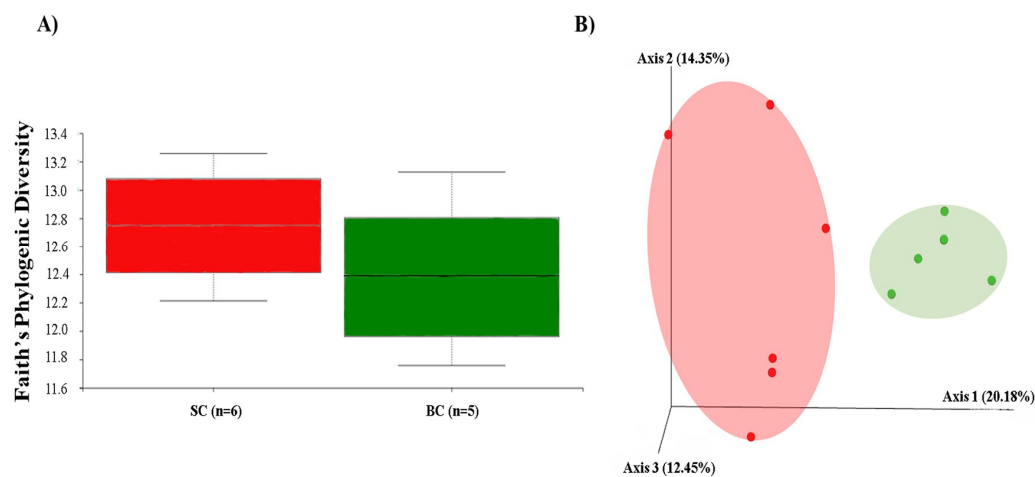 A)
Faith's Phylogenic Diversity
13.4
13.2
13.0
12.8
12.6
12.4
12.2
12.0
11.8
11.6
SC (n=6)
BC (n=5)
B)
Axis 2 (14.35%)
Axis 1 (20.18%)
Axis 3 (12.45%)